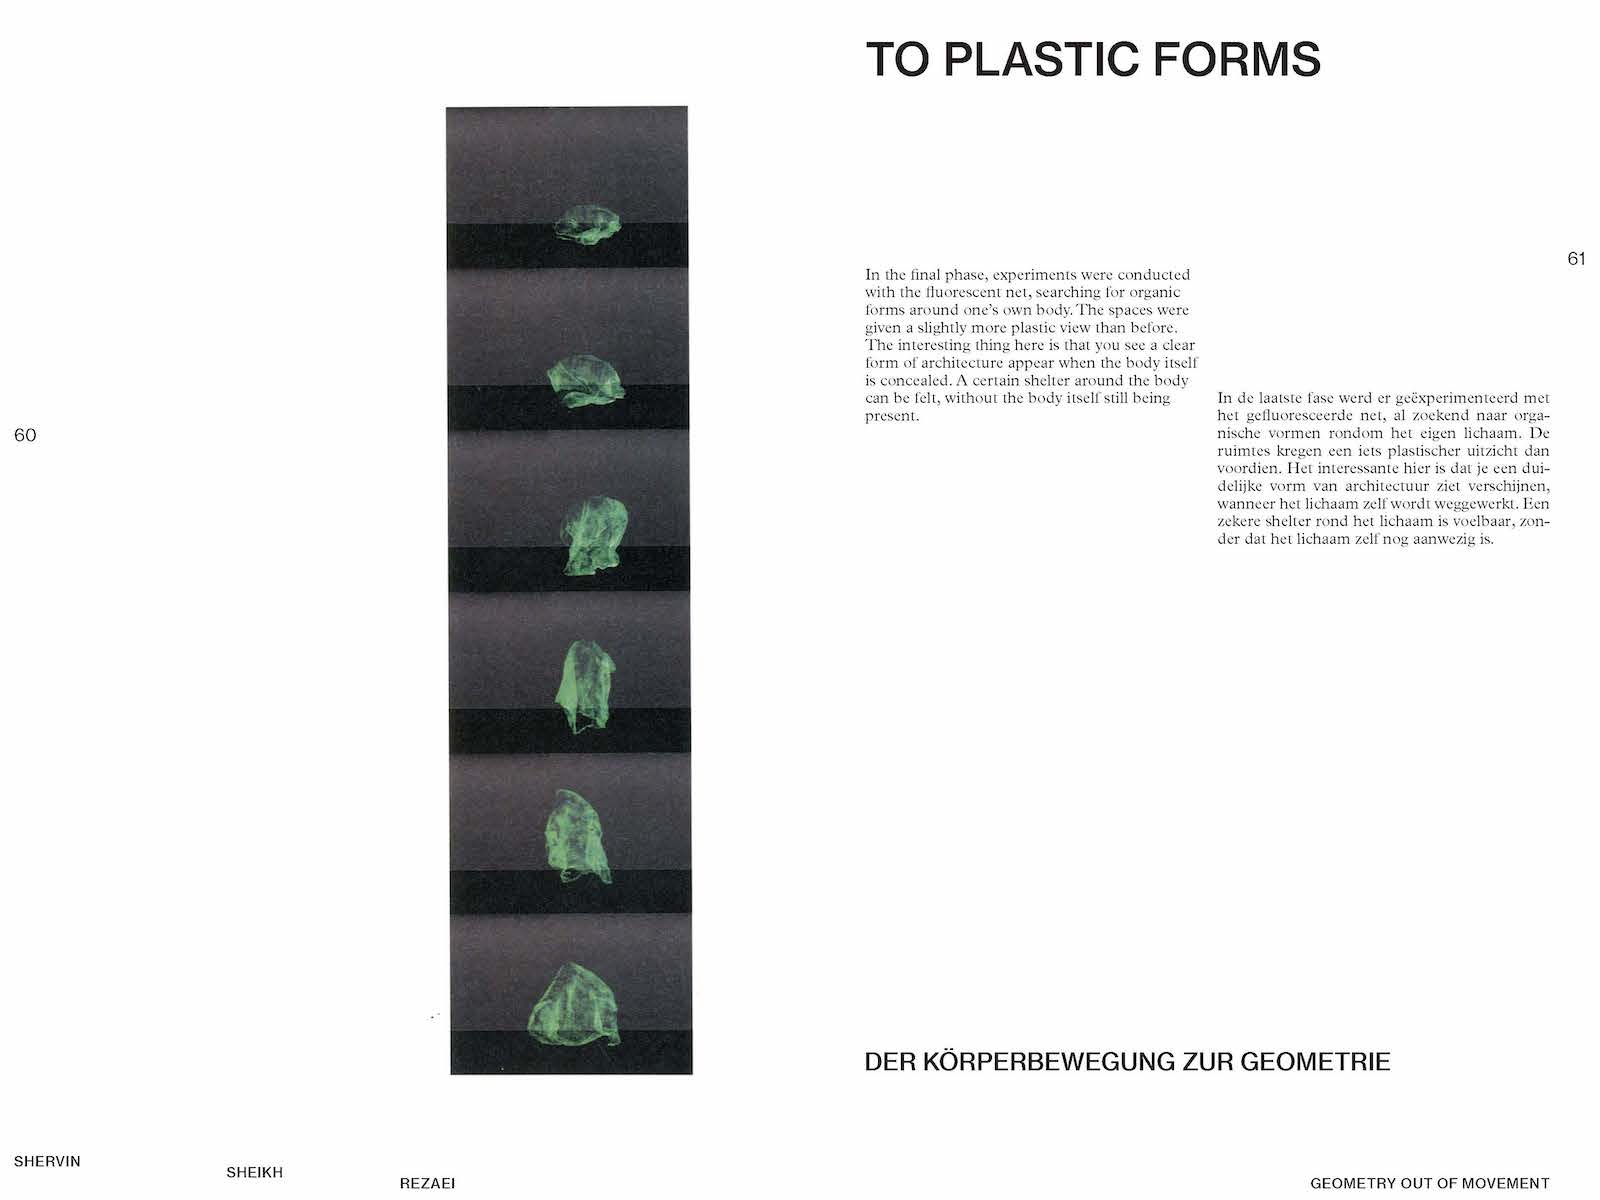 TO PLASTIC FORMS
61
In the final phase, experiments were conducted
with the fluorescent net, searching for organic
forms around one's own body. The spaces were
given a slightly more plastic view than before.
The interesting thing here is that you see a clear
form of architecture appear when the body itself
is concealed. A certain shelter around the body
can be felt, without the body itself still being
present.
In de laatste fase werd er geëxperimenteerd met
het gefluoresceerde net, al zoekend naar orga-
nische vormen rondom het eigen lichaam. De
ruimtes kregen een iets plastischer uitzicht dan
voordien. Het interessante hier is dat je een dui-
delijke vorm van architectuur ziet verschijnen,
wanneer het lichaam zelf wordt weggewerkt. Een
zekere shelter rond het lichaam is voelbaar, zon-
der dat het lichaam zelf nog aanwezig is.
60
DER KÖRPERBEWEGUNG ZUR GEOMETRIE
SHERVIN
SHEIKH
REZAEI
GEOMETRY OUT OF MOVEMENT